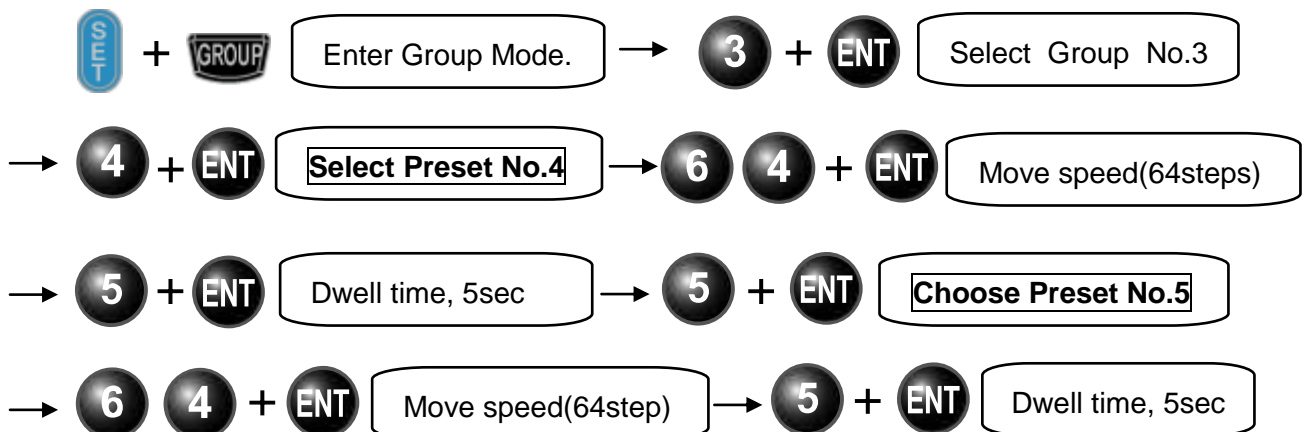 SET + GROUP Enter Group Mode. → 3 + ENT Select Group No.3
→ 4 + ENT Select Preset No.4 → 6 4 + ENT Move speed(64steps)
→ 5 + ENT Dwell time, 5sec → 5 + ENT Choose Preset No.5
→ 6 4 + ENT Move speed(64step) → 5 + ENT Dwell time, 5sec